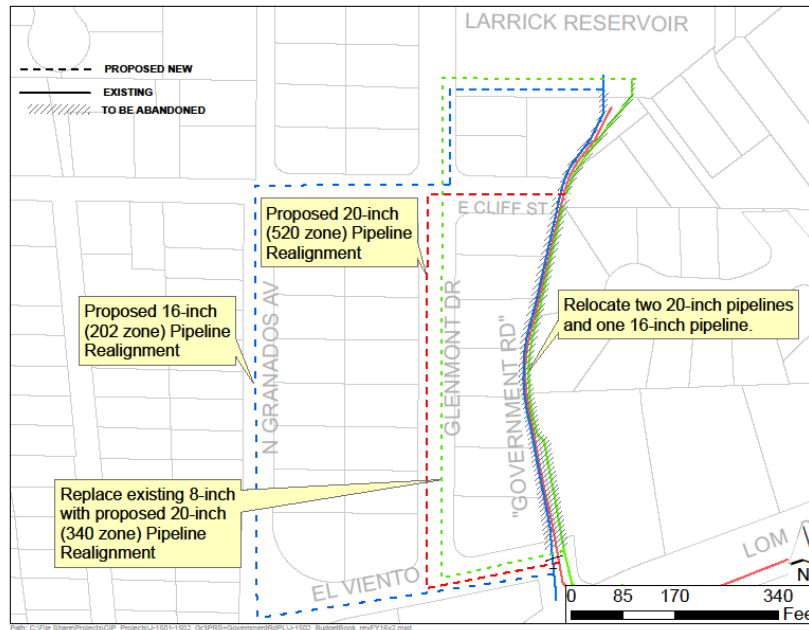 LARRICK RESERVOIR
PROPOSED NEW
EXISTING
TO BE ABANDONED
Proposed 20-inch
(520 zone) Pipeline
Realignment
E CLIFF ST
Proposed 16-inch
(202 zone) Pipeline
Realignment
Relocate two 20-inch pipelines
and one 16-inch pipeline.
N GRANADOS AV
GLENMONT DR
"GOVERNMENT RD"
Replace existing 8-inch
with proposed 20-inch
(340 zone) Pipeline
Realignment
EL VIENTO
LOM
N
0 85 170 340
Fee